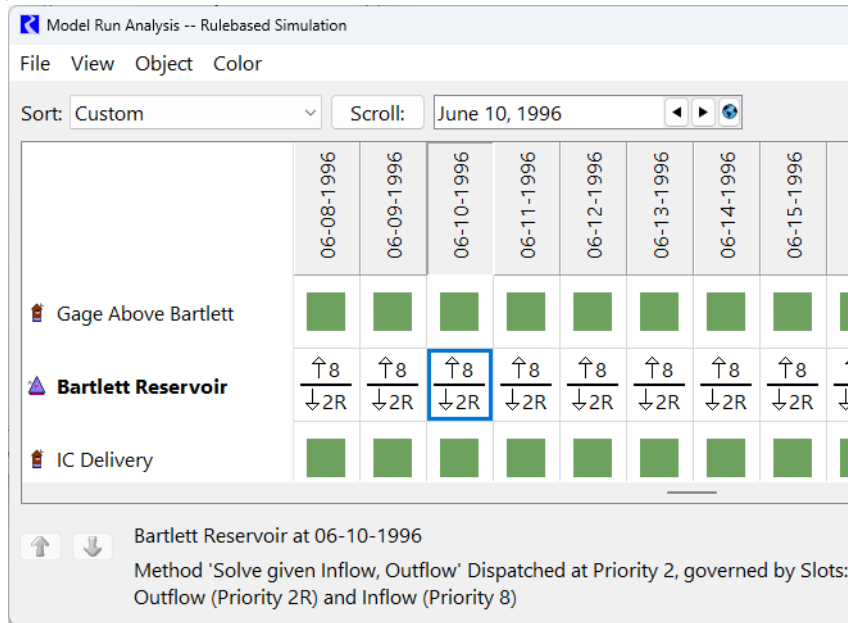 Model Run Analysis -- Rulebased Simulation
File View Object Color
Sort: Custom Scroll: June 10, 1996
06-08-1996 06-09-1996 06-10-1996 06-11-1996 06-12-1996 06-13-1996 06-14-1996 06-15-1996
Gage Above Bartlett
↑8 ↑8 ↑8 ↑8 ↑8 ↑8 ↑8 ↑8
Bartlett Reservoir
↓2R ↓2R ↓2R ↓2R ↓2R ↓2R ↓2R ↓2R
IC Delivery
Bartlett Reservoir at 06-10-1996
Method 'Solve given Inflow, Outflow' Dispatched at Priority 2, governed by Slots:
Outflow (Priority 2R) and Inflow (Priority 8)